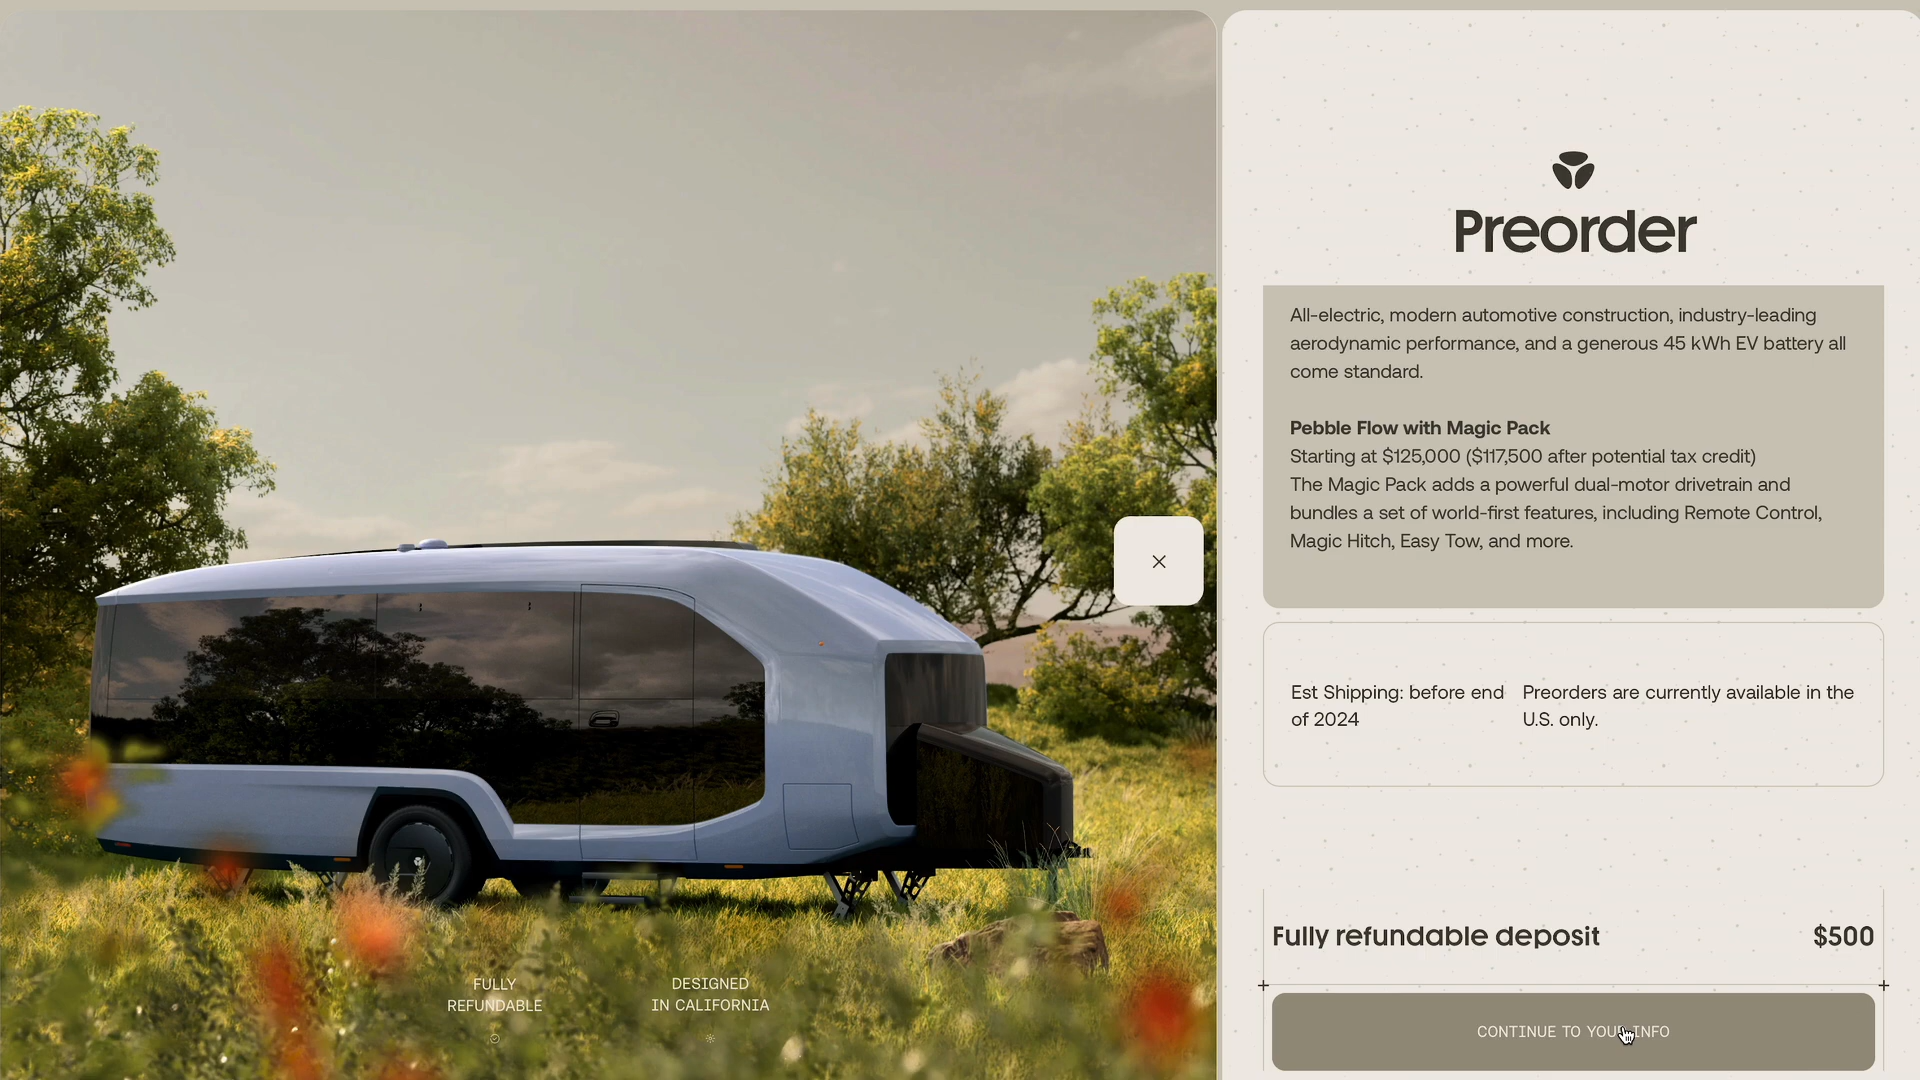 Preorder
All-electric, modern automotive construction, industry-leading
aerodynamic performance, and a generous 45 kWh EV battery all
come standard.
Pebble Flow with Magic Pack
Starting at $125,000 ($117,500 after potential tax credit)
The Magic Pack adds a powerful dual-motor drivetrain and
bundles a set of world-first features, including Remote Control,
Magic Hitch, Easy Tow, and more.
Est Shipping: before end
of 2024
Preorders are currently available in the
U.S. only.
Fully refundable deposit
$500
CONTINUE TO YOUR INFO
FULLY
REFUNDABLE
DESIGNED
IN CALIFORNIA